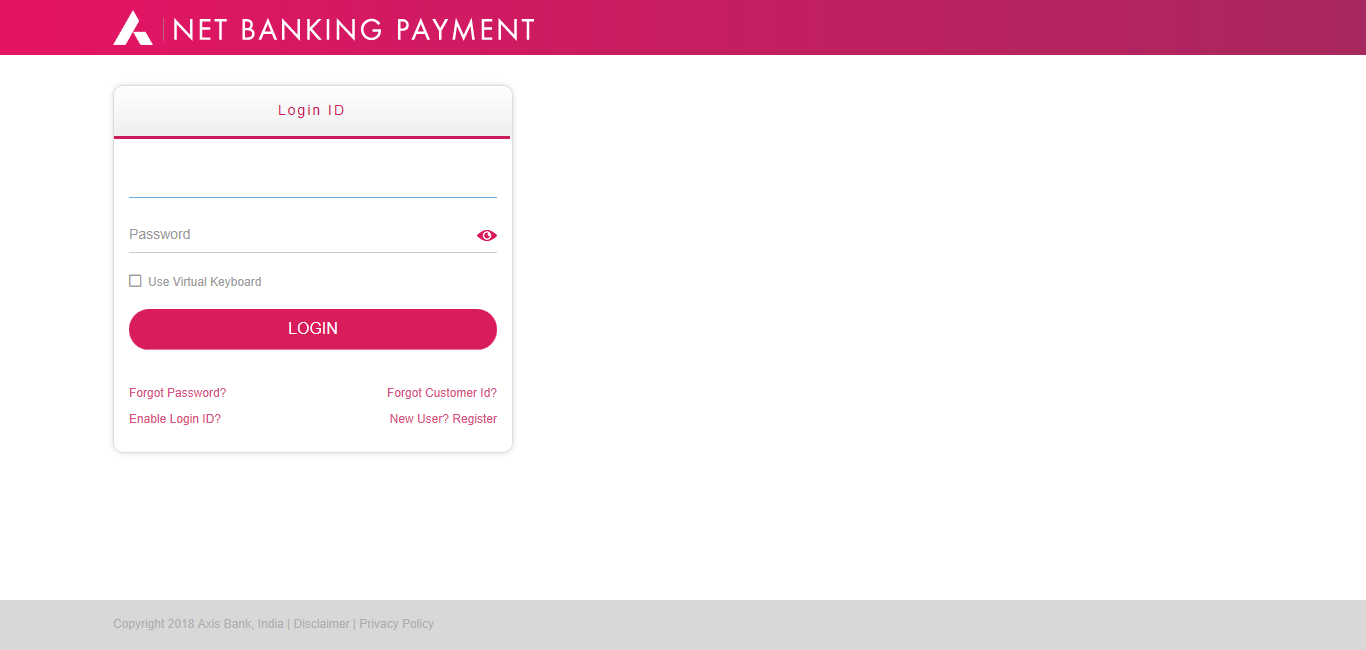 NET BANKING PAYMENT
Login ID
Password
Use Virtual Keyboard
LOGIN
Forgot Password? Forgot Customer Id?
Enable Login ID? New User? Register
Copyright 2018 Axis Bank, India | Disclaimer | Privacy Policy